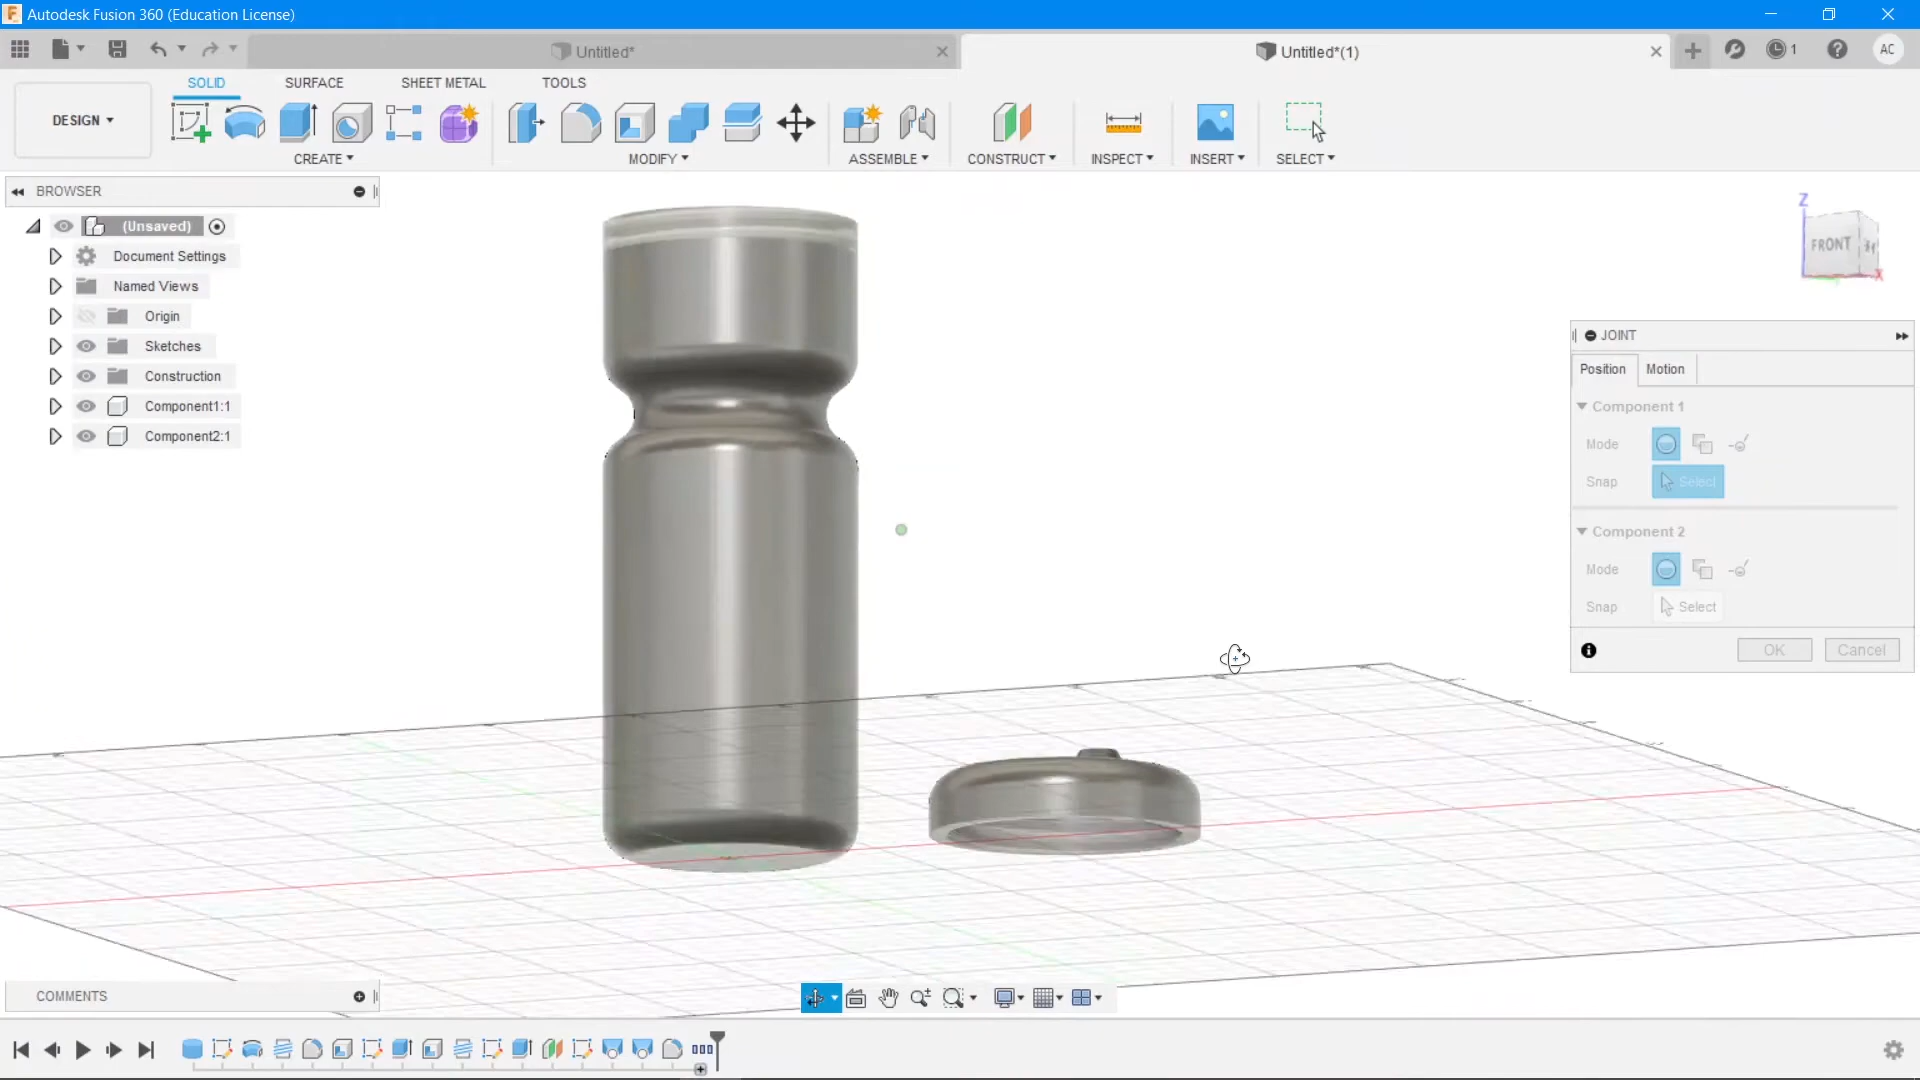 Autodesk Fusion 360 (Education License)
Untitled*
Untitled*(1)
1
AC
DESIGN
SOLID
SURFACE
SHEET METAL
TOOLS
CREATE
MODIFY
ASSEMBLE
CONSTRUCT
INSPECT
INSERT
SELECT
BROWSER
(Unsaved)
Document Settings
Named Views
Origin
Sketches
Construction
Component1:1
Component2:1
Z
FRONT
X
JOINT
Position
Motion
Component 1
Mode
Snap
Select
Component 2
Mode
Snap
Select
OK
Cancel
COMMENTS